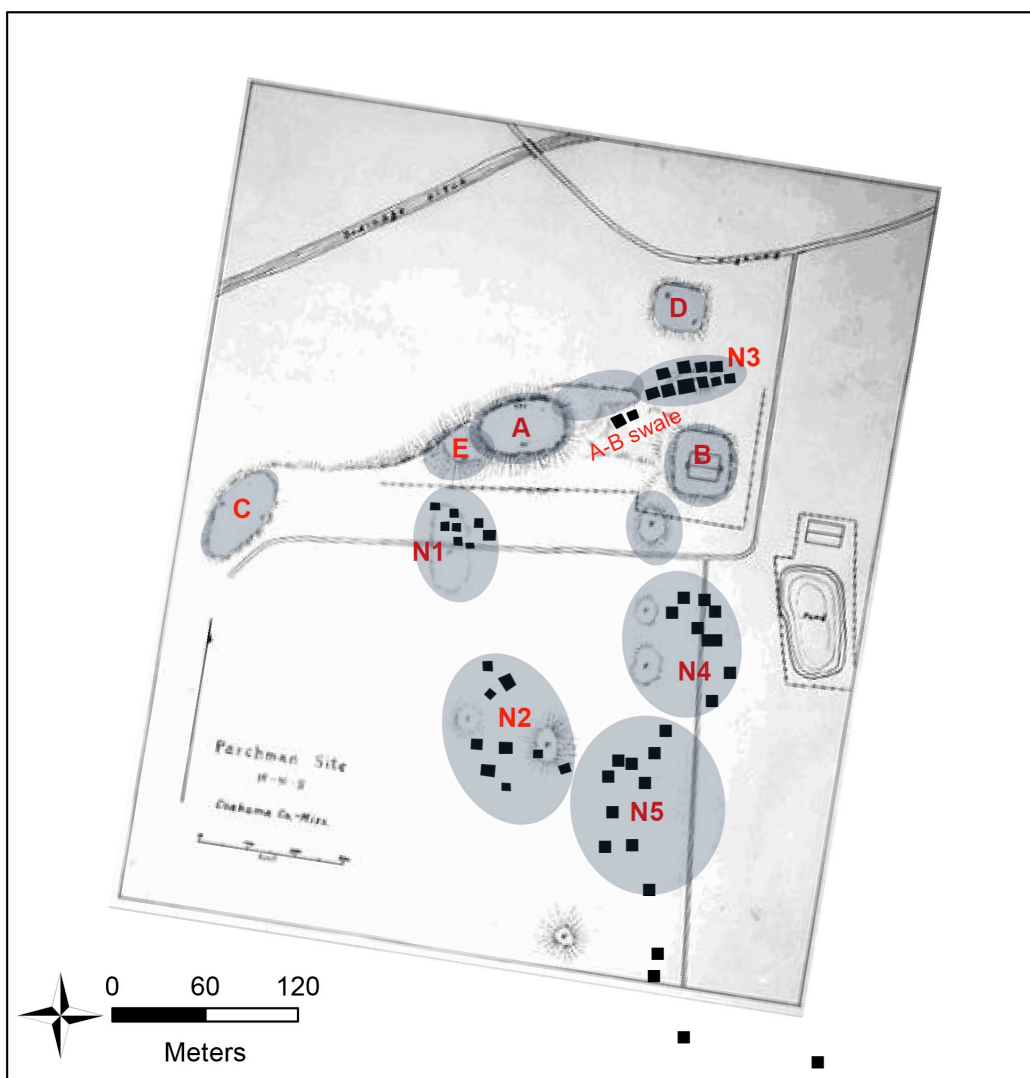 D
N3
A
A-B swale
B
E
C
N1
N4
N2
N5
Parchman Site
Coahoma Co.-Miss.
0 60 120
Meters